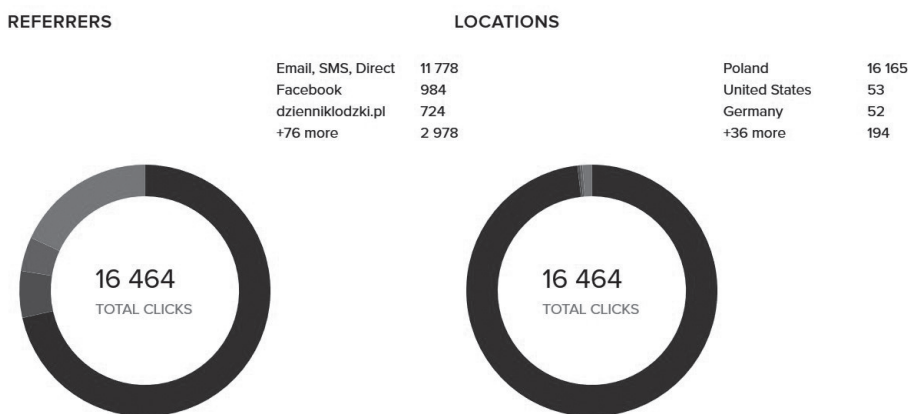 REFERRERS
Email, SMS, Direct 11 778
Facebook 984
dzienniklodzki.pl 724
+76 more 2 978
16 464
TOTAL CLICKS
LOCATIONS
Poland 16 165
United States 53
Germany 52
+36 more 194
16 464
TOTAL CLICKS